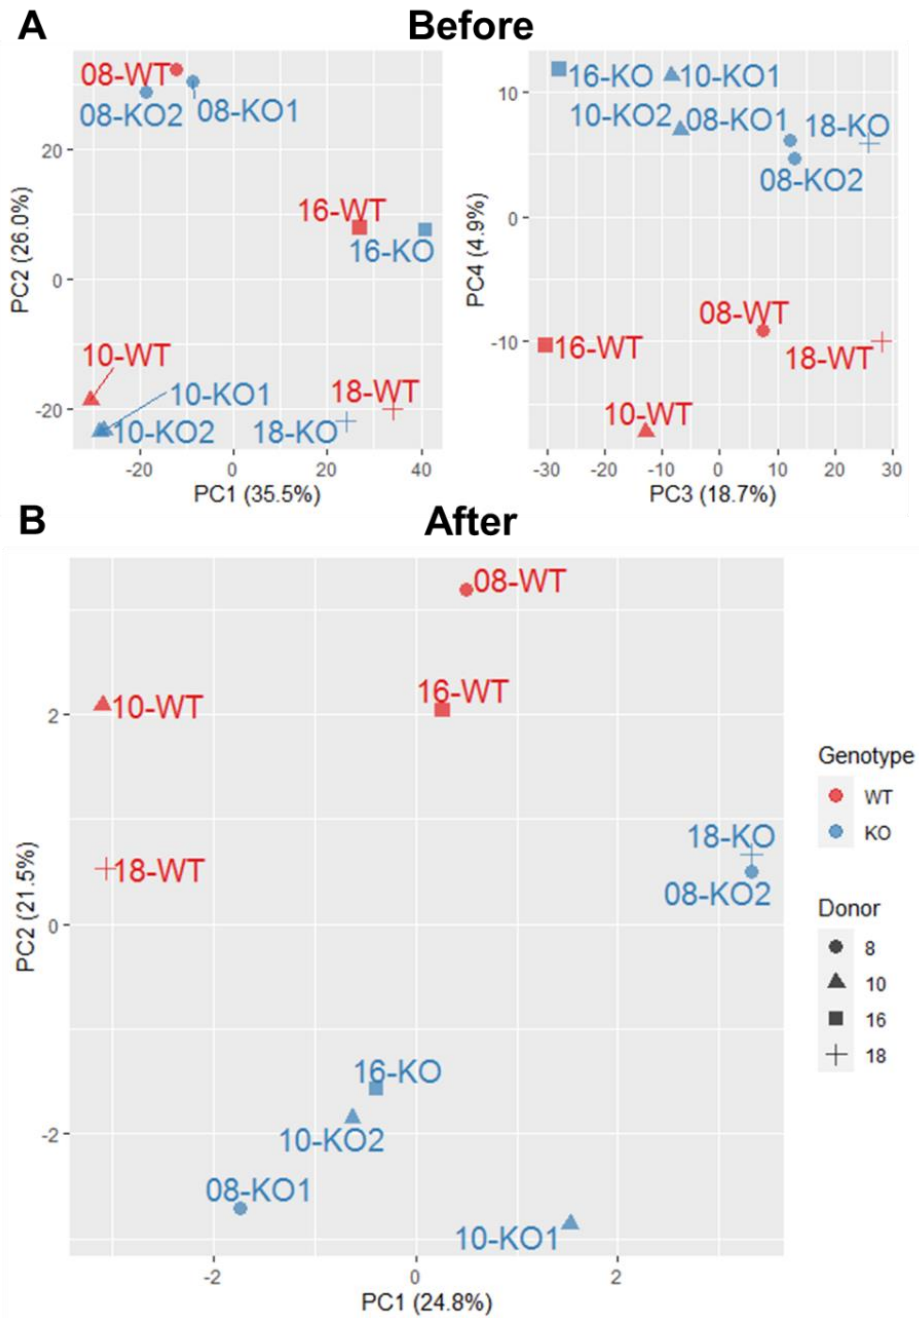 A
Before
08-WT
08-KO2
08-KO1
16-WT
16-KO
10-WT
10-KO1
10-KO2
18-WT
18-KO
20
0
-20
PC2 (26.0%)
-20
0
20
40
PC1 (35.5%)
16-KO
10-KO1
10-KO2
08-KO1
18-KO
08-KO2
08-WT
16-WT
18-WT
10-WT
10
0
-10
PC4 (4.9%)
-30
-20
-10
0
10
20
30
PC3 (18.7%)
B
After
08-WT
16-WT
10-WT
18-KO
18-WT
08-KO2
16-KO
10-KO2
08-KO1
10-KO1
2
0
-2
PC2 (21.5%)
-2
0
2
PC1 (24.8%)
Genotype
WT
KO
Donor
8
10
16
18